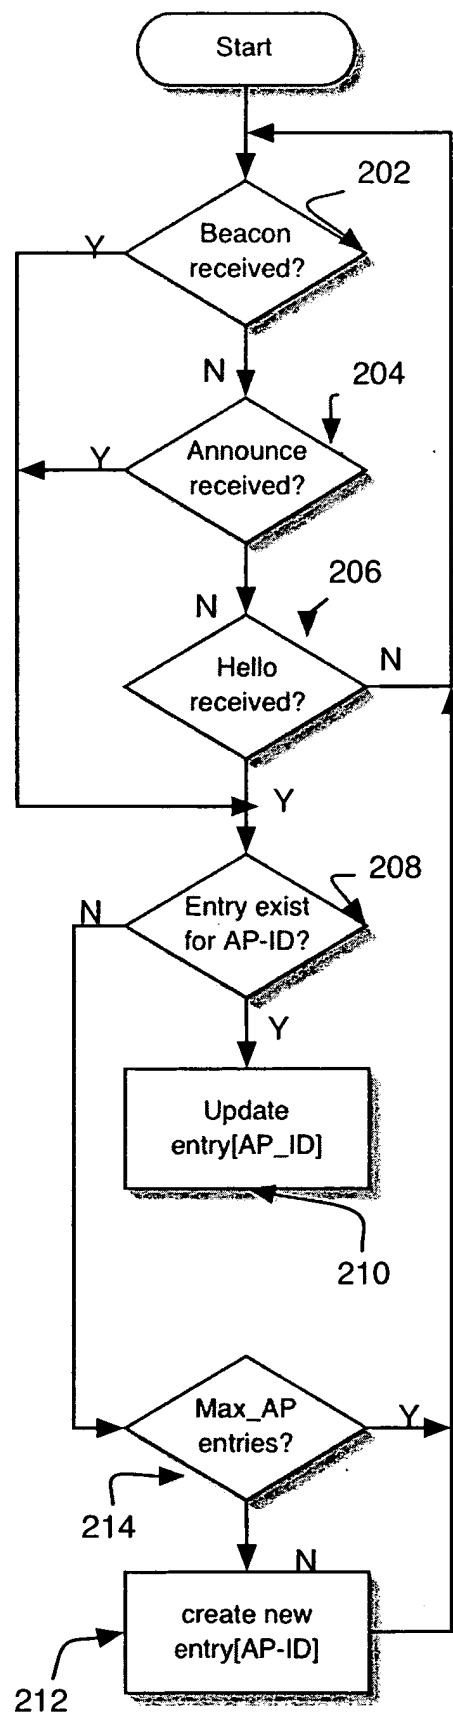 Start
202
Beacon
received?
Y
N
204
Announce
received?
Y
N
206
Hello
received?
N
Y
208
Entry exist
for AP-ID?
N
Y
Update
entry[AP_ID]
210
Max_AP
entries?
Y
214
N
create new
entry[AP-ID]
212